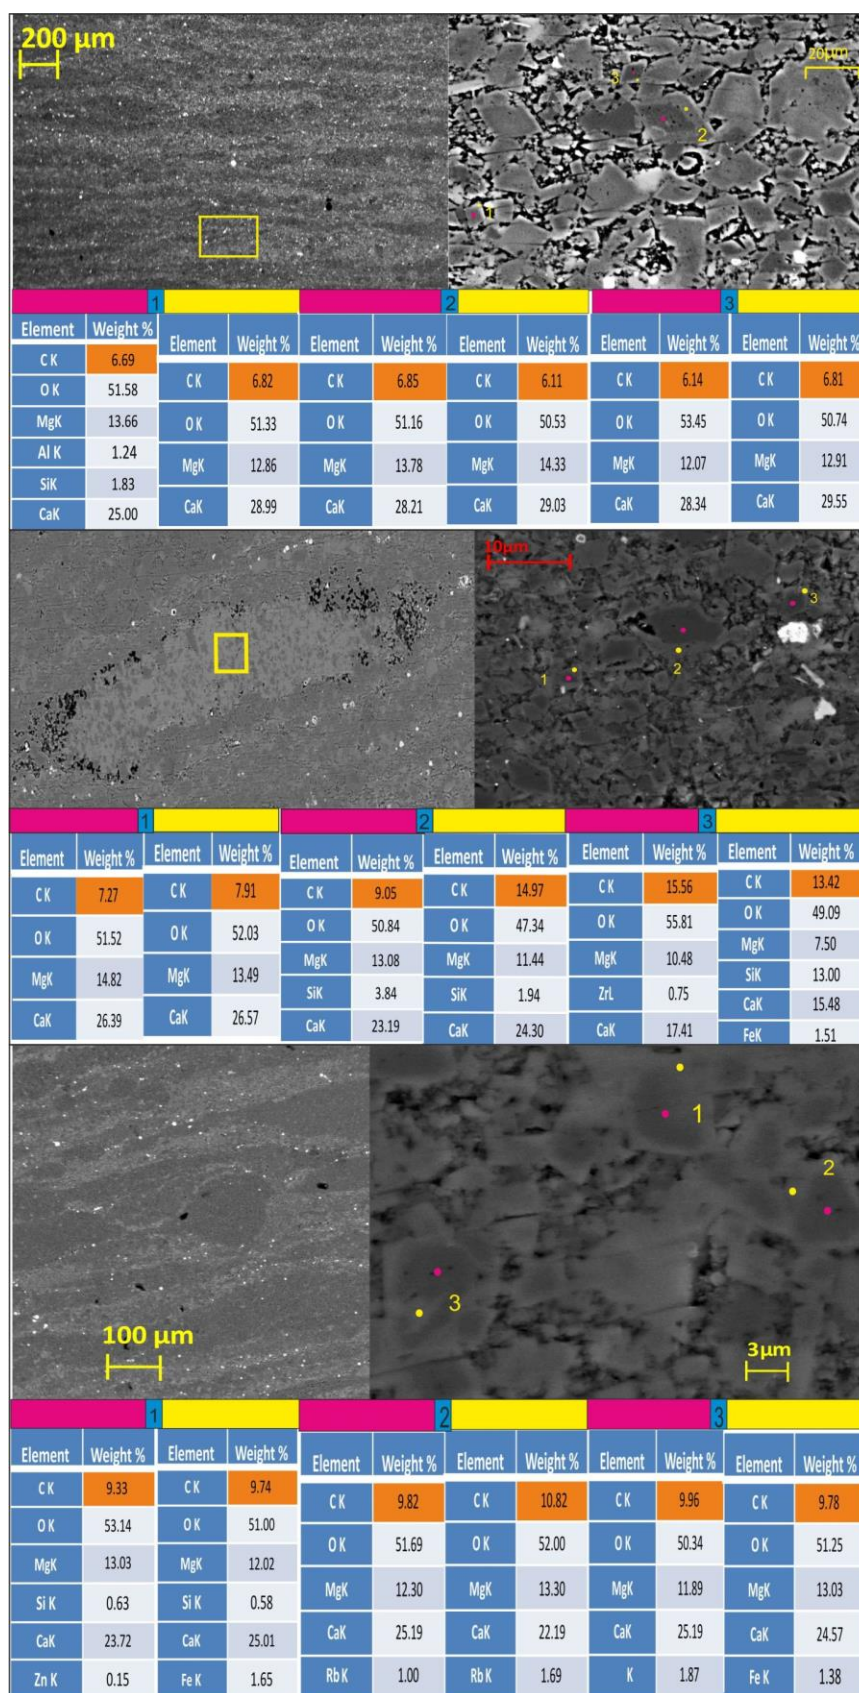 200 µm
20µm
3
2
1
1 2 3
Element Weight %
C K 6.69
O K 51.58
MgK 13.66
Al K 1.24
SiK 1.83
CaK 25.00
Element Weight %
C K 6.82
O K 51.33
MgK 12.86
CaK 28.99
Element Weight %
C K 6.85
O K 51.16
MgK 13.78
CaK 28.21
Element Weight %
C K 6.11
O K 50.53
MgK 14.33
CaK 29.03
Element Weight %
C K 6.14
O K 53.45
MgK 12.07
CaK 28.34
Element Weight %
C K 6.81
O K 50.74
MgK 12.91
CaK 29.55
10µm
3
2
1
1 2 3
Element Weight %
C K 7.27
O K 51.52
MgK 14.82
CaK 26.39
Element Weight %
C K 7.91
O K 52.03
MgK 13.49
CaK 26.57
Element Weight %
C K 9.05
O K 50.84
MgK 13.08
SiK 3.84
CaK 23.19
Element Weight %
C K 14.97
O K 47.34
MgK 11.44
SiK 1.94
CaK 24.30
Element Weight %
C K 15.56
O K 55.81
MgK 10.48
ZrL 0.75
CaK 17.41
Element Weight %
C K 13.42
O K 49.09
MgK 7.50
SiK 13.00
CaK 15.48
FeK 1.51
100 µm
1
2
3
3µm
1 2 3
Element Weight %
C K 9.33
O K 53.14
MgK 13.03
Si K 0.63
CaK 23.72
Zn K 0.15
Element Weight %
C K 9.74
O K 51.00
MgK 12.02
Si K 0.58
CaK 25.01
Fe K 1.65
Element Weight %
C K 9.82
O K 51.69
MgK 12.30
CaK 25.19
Rb K 1.00
Element Weight %
C K 10.82
O K 52.00
MgK 13.30
CaK 22.19
Rb K 1.69
Element Weight %
C K 9.96
O K 50.34
MgK 11.89
CaK 25.19
K 1.87
Element Weight %
C K 9.78
O K 51.25
MgK 13.03
CaK 24.57
Fe K 1.38